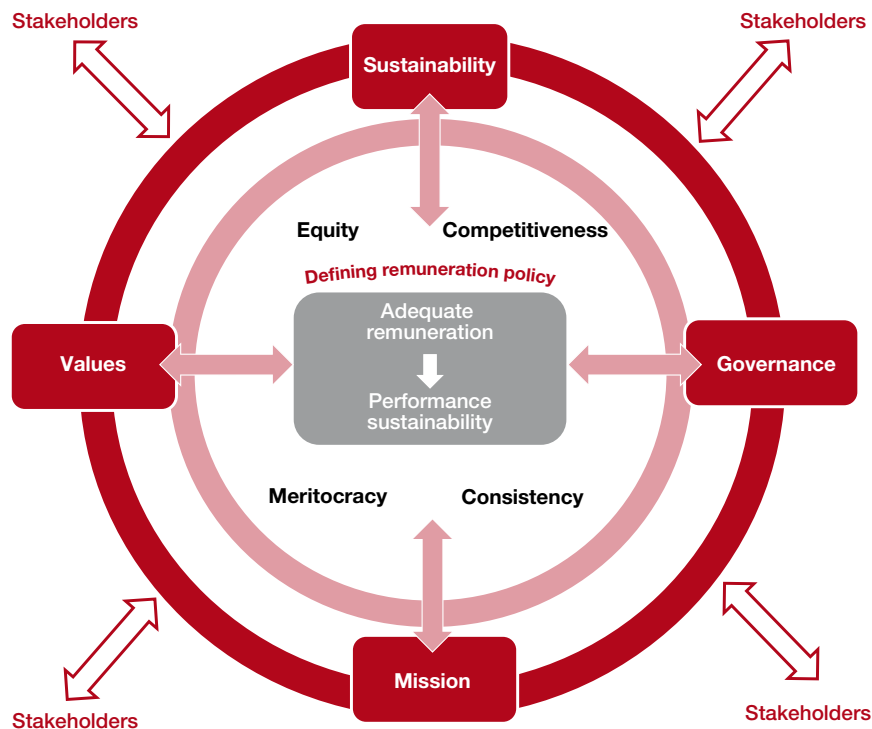 Stakeholders
Stakeholders
Sustainability
Equity
Competitiveness
Defining remuneration policy
Adequate
remuneration
Values
Governance
Performance
sustainability
Meritocracy
Consistency
Mission
Stakeholders
Stakeholders